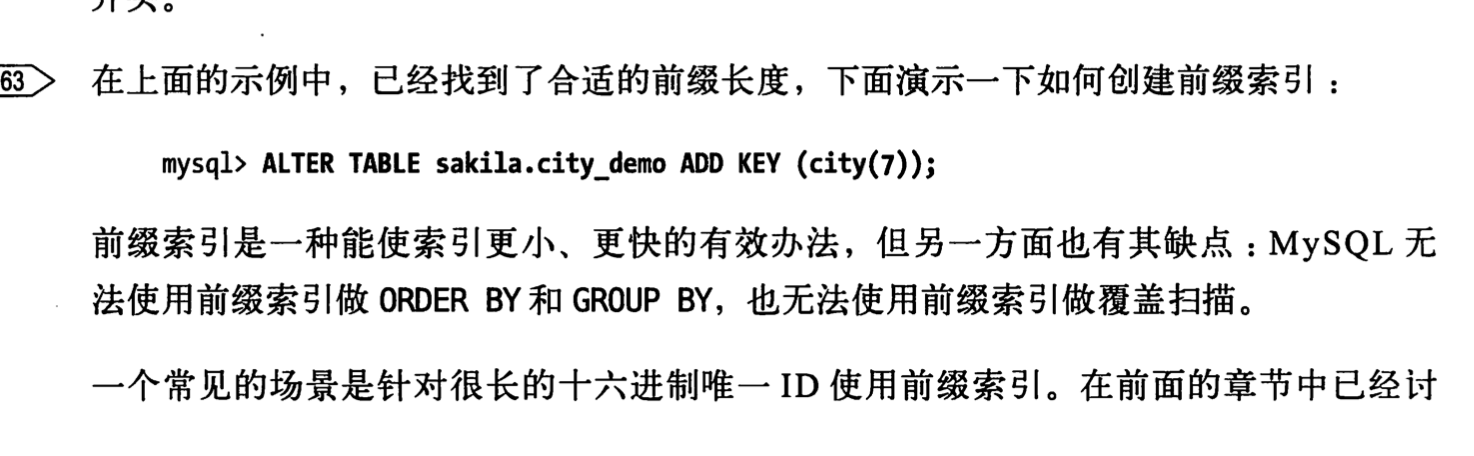 开头。
63
在上面的示例中，已经找到了合适的前缀长度，下面演示一下如何创建前缀索引：
mysql> ALTER TABLE sakila.city_demo ADD KEY (city(7));
前缀索引是一种能使索引更小、更快的有效办法，但另一方面也有其缺点：MySQL 无
法使用前缀索引做 ORDER BY 和 GROUP BY，也无法使用前缀索引做覆盖扫描。
一个常见的场景是针对很长的十六进制唯一 ID 使用前缀索引。在前面的章节中已经讨